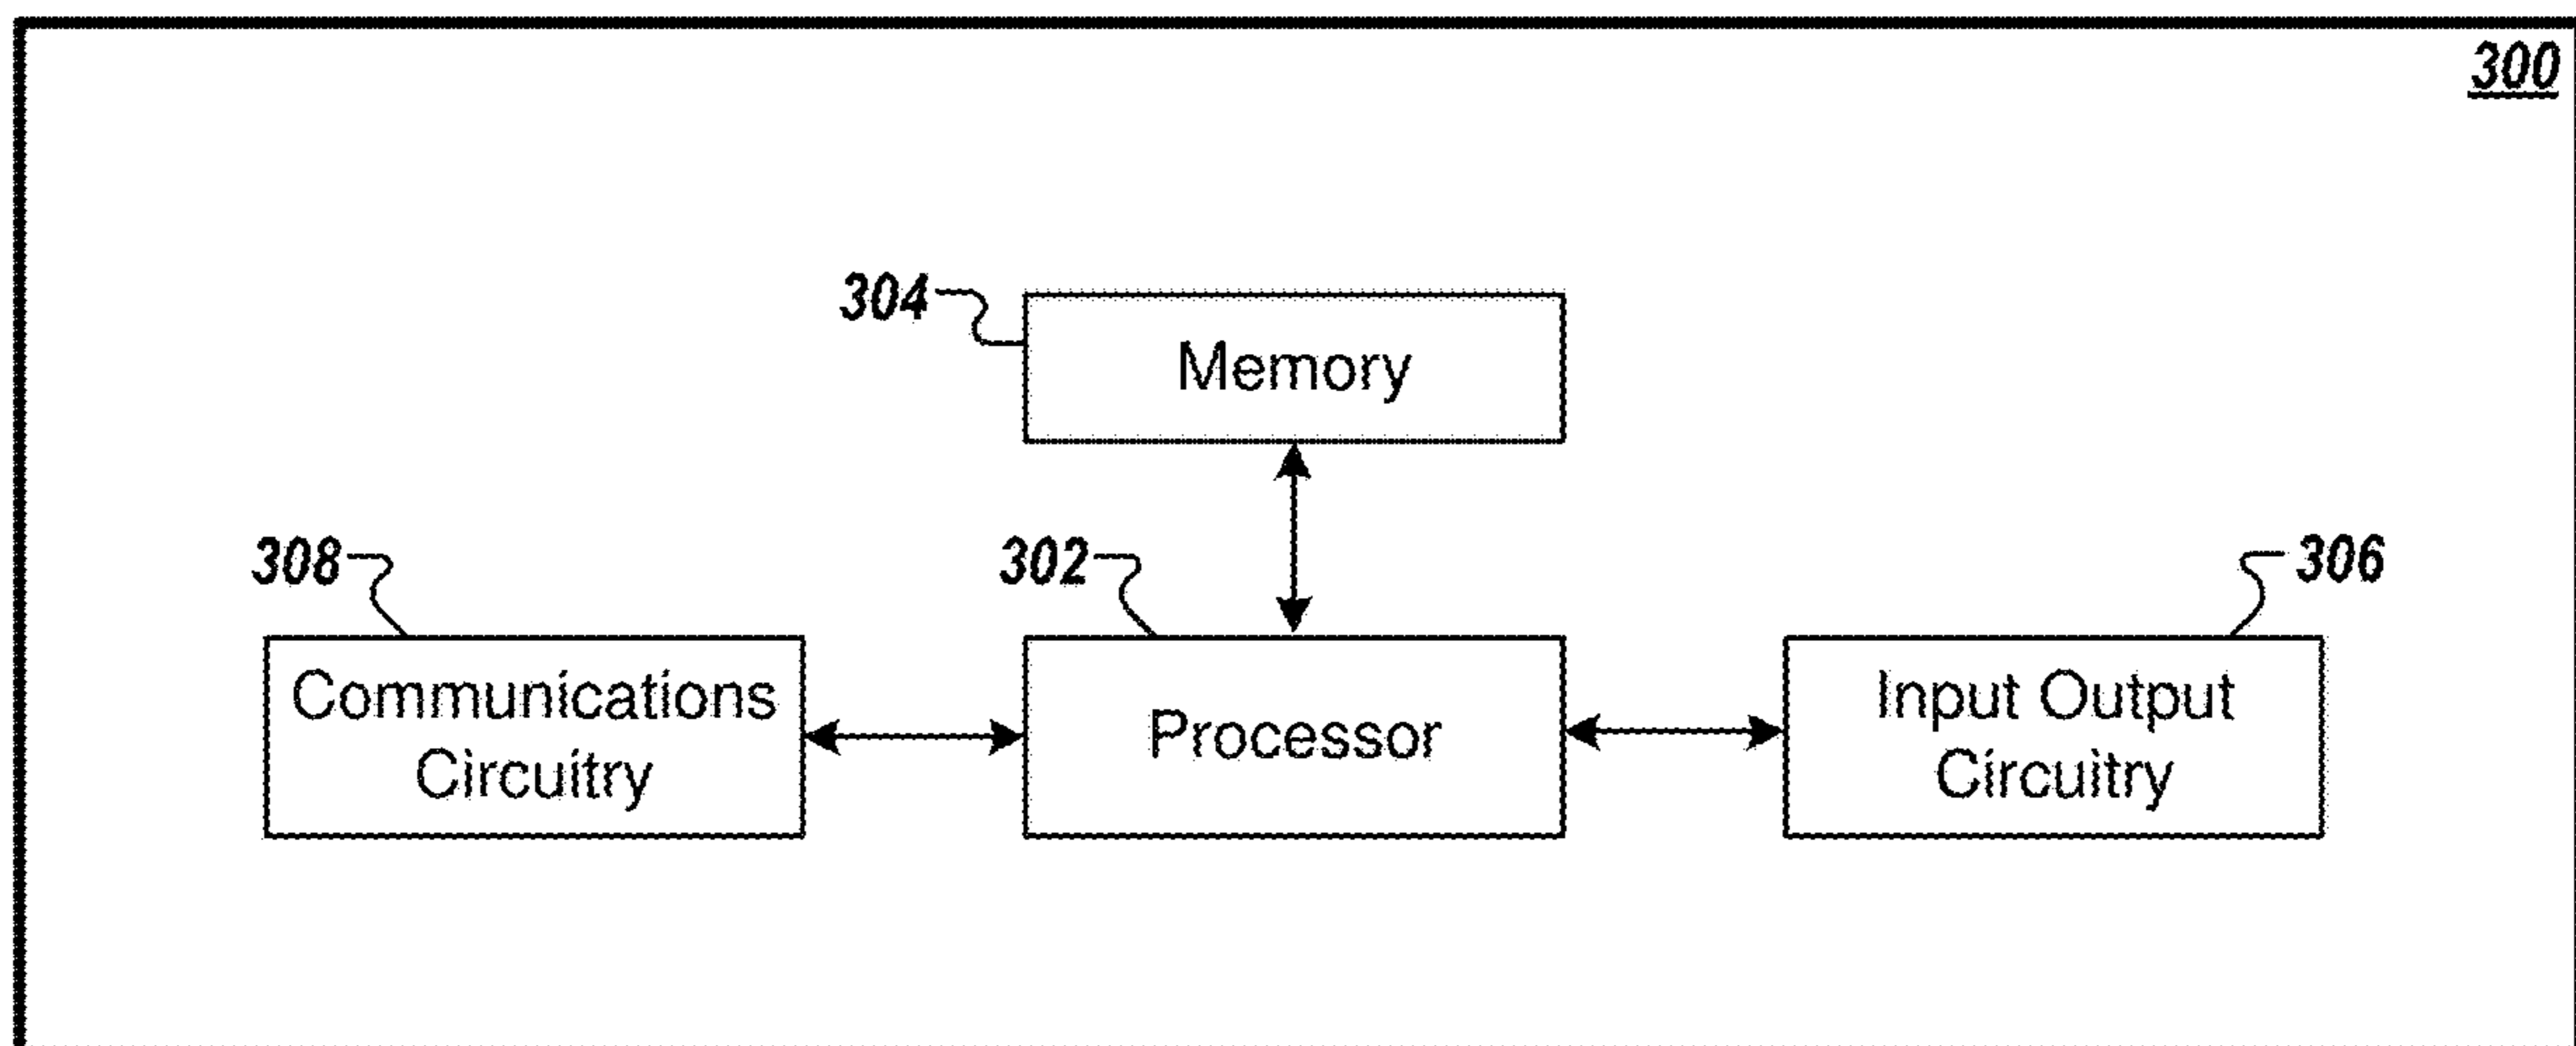 300
304
Memory
308
302
306
Communications
Circuitry
Processor
Input Output
Circuitry